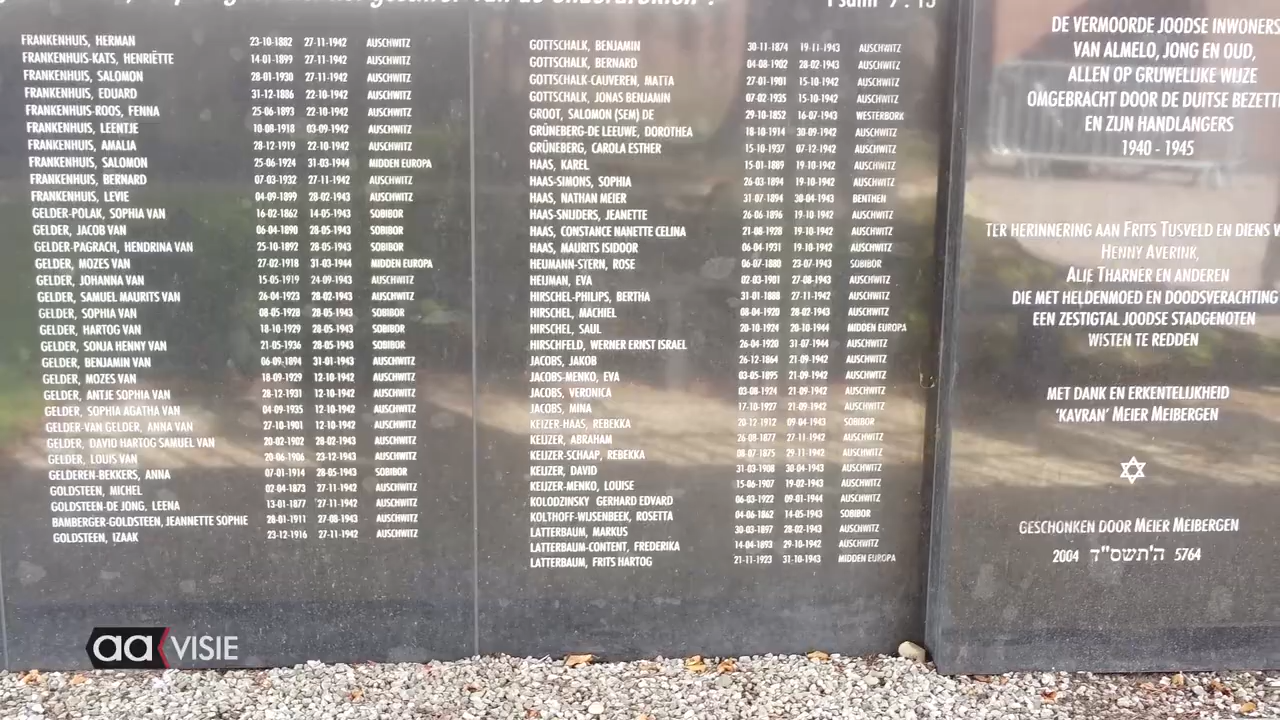 Psalm 9 : 13
FRANKENHUIS, HERMAN 23-10-1882 27-11-1942 AUSCHWITZ
FRANKENHUIS-KATS, HENRIËTTE 14-01-1899 27-11-1942 AUSCHWITZ
FRANKENHUIS, SALOMON 28-01-1930 27-11-1942 AUSCHWITZ
FRANKENHUIS, EDUARD 31-12-1886 22-10-1942 AUSCHWITZ
FRANKENHUIS-ROOS, FENNA 25-06-1893 22-10-1942 AUSCHWITZ
FRANKENHUIS, LEENTJE 10-08-1918 03-09-1942 AUSCHWITZ
FRANKENHUIS, AMALIA 28-12-1919 22-10-1942 AUSCHWITZ
FRANKENHUIS, SALOMON 25-06-1924 31-03-1944 MIDDEN EUROPA
FRANKENHUIS, BERNARD 07-03-1932 27-11-1942 AUSCHWITZ
FRANKENHUIS, LEVIE 04-09-1899 28-02-1943 AUSCHWITZ
GELDER-POLAK, SOPHIA VAN 16-02-1862 14-05-1943 SOBIBOR
GELDER, JACOB VAN 06-04-1890 28-05-1943 SOBIBOR
GELDER-PAGRACH, HENDRINA VAN 25-10-1892 28-05-1943 SOBIBOR
GELDER, MOZES VAN 27-02-1918 31-03-1944 MIDDEN EUROPA
GELDER, JOHANNA VAN 15-05-1919 24-09-1943 AUSCHWITZ
GELDER, SAMUEL MAURITS VAN 26-04-1923 28-02-1943 AUSCHWITZ
GELDER, SOPHIA VAN 08-05-1928 28-05-1943 SOBIBOR
GELDER, HARTOG VAN 18-10-1929 28-05-1943 SOBIBOR
GELDER, SONJA HENNY VAN 21-05-1936 28-05-1943 SOBIBOR
GELDER, BENJAMIN VAN 06-09-1894 31-01-1943 AUSCHWITZ
GELDER, MOZES VAN 18-09-1929 12-10-1942 AUSCHWITZ
GELDER, ANTJE SOPHIA VAN 28-12-1931 12-10-1942 AUSCHWITZ
GELDER, SOPHIA AGATHA VAN 04-09-1935 12-10-1942 AUSCHWITZ
GELDER-VAN GELDER, ANNA VAN 27-10-1901 12-10-1942 AUSCHWITZ
GELDER, DAVID HARTOG SAMUEL VAN 20-02-1902 28-02-1943 AUSCHWITZ
GELDER, LOUIS VAN 20-06-1906 23-12-1943 AUSCHWITZ
GELDEREN-BEKKERS, ANNA 07-01-1914 28-05-1943 SOBIBOR
GOLDSTEEN, MICHEL 02-04-1873 27-11-1942 AUSCHWITZ
GOLDSTEEN-DE JONG, LEENA 13-01-1877 27-11-1942 AUSCHWITZ
BAMBERGER-GOLDSTEEN, JEANNETTE SOPHIE 28-01-1911 27-08-1943 AUSCHWITZ
GOLDSTEEN, IZAAK 23-12-1916 27-11-1942 AUSCHWITZ
GOTTSCHALK, BENJAMIN 30-11-1874 19-11-1943 AUSCHWITZ
GOTTSCHALK, BERNARD 04-08-1902 28-02-1943 AUSCHWITZ
GOTTSCHALK-CAUVEREN, MATTA 27-01-1901 15-10-1942 AUSCHWITZ
GOTTSCHALK, JONAS BENJAMIN 07-02-1935 15-10-1942 AUSCHWITZ
GROOT, SALOMON (SEM) DE 29-10-1852 16-07-1943 WESTERBORK
GRÜNEBERG-DE LEEUWE, DOROTHEA 18-10-1914 30-09-1942 AUSCHWITZ
GRÜNEBERG, CAROLA ESTHER 15-10-1937 07-12-1942 AUSCHWITZ
HAAS, KAREL 15-01-1889 19-10-1942 AUSCHWITZ
HAAS-SIMONS, SOPHIA 26-03-1894 19-10-1942 AUSCHWITZ
HAAS, NATHAN MEIER 31-07-1894 30-04-1943 BENTHEN
HAAS-SNIJDERS, JEANETTE 26-06-1896 19-10-1942 AUSCHWITZ
HAAS, CONSTANCE NANETTE CELINA 21-08-1928 19-10-1942 AUSCHWITZ
HAAS, MAURITS ISIDOOR 06-04-1931 19-10-1942 AUSCHWITZ
HEUMANN-STERN, ROSE 06-07-1880 23-07-1943 SOBIBOR
HEIJMAN, EVA 02-03-1901 27-08-1943 AUSCHWITZ
HIRSCHEL-PHILIPS, BERTHA 31-01-1888 27-11-1942 AUSCHWITZ
HIRSCHEL, MACHIEL 08-04-1920 28-02-1943 AUSCHWITZ
HIRSCHEL, SAUL 20-10-1924 20-10-1944 MIDDEN EUROPA
HIRSCHFELD, WERNER ERNST ISRAEL 26-04-1920 31-07-1944 AUSCHWITZ
JACOBS, JAKOB 26-12-1864 21-09-1942 AUSCHWITZ
JACOBS-MENKO, EVA 03-05-1895 21-09-1942 AUSCHWITZ
JACOBS, VERONICA 03-08-1924 21-09-1942 AUSCHWITZ
JACOBS, MINA 17-10-1927 21-09-1942 AUSCHWITZ
KEIZER-HAAS, REBEKKA 20-12-1912 09-04-1943 SOBIBOR
KEIJZER, ABRAHAM 26-08-1877 27-11-1942 AUSCHWITZ
KEIJZER-SCHAAP, REBEKKA 08-07-1875 29-11-1942 AUSCHWITZ
KEIJZER, DAVID 31-03-1908 30-04-1943 AUSCHWITZ
KEIJZER-MENKO, LOUISE 15-06-1907 19-02-1943 AUSCHWITZ
KOLODZINSKY GERHARD EDVARD 06-03-1922 09-01-1944 AUSCHWITZ
KOLTHOFF-WIJSENBEEK, ROSETTA 04-06-1862 14-05-1943 SOBIBOR
LATTERBAUM, MARKUS 30-03-1897 28-02-1943 AUSCHWITZ
LATTERBAUM-CONTENT, FREDERIKA 14-04-1893 29-10-1942 AUSCHWITZ
LATTERBAUM, FRITS HARTOG 21-11-1923 31-10-1943 MIDDEN EUROPA
DE VERMOORDE JOODSE INWONERS
VAN ALMELO, JONG EN OUD,
ALLEN OP GRUWELIJKE WIJZE
OMGEBRACHT DOOR DE DUITSE BEZETT
EN ZIJN HANDLANGERS
1940 - 1945
TER HERINNERING AAN FRITS TUSVELD EN DIENS
HENNY AVERINK,
ALIE THARNER EN ANDEREN
DIE MET HELDENMOED EN DOODSVERACHTING
EEN ZESTIGTAL JOODSE STADGENOTEN
WISTEN TE REDDEN
MET DANK EN ERKENTELIJKHEID
'KAVRAN' MEIER MEIBERGEN
GESCHONKEN DOOR MEIER MEIBERGEN
2004 ה'תשס"ד 5764
aa VISIE